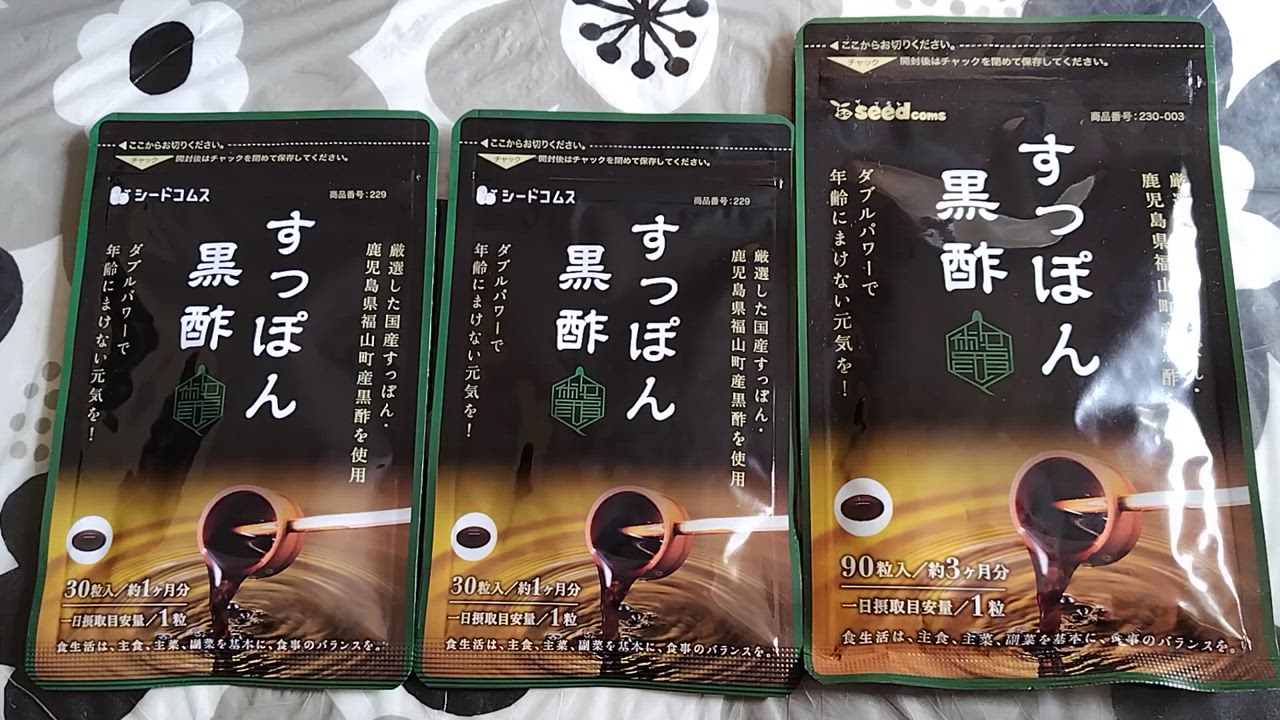 ここからお切りください。
チャック
開封後はチャックを閉めて保存してください。
シードコムス
商品番号:229
すっぽん
黒酢
厳選した国産すっぽん・
鹿児島県福山町産黒酢を使用
ダブルパワーで
年齢にまけない元気を!
30粒入/約1ヶ月分
一日摂取目安量/1粒
食生活は、主食、主菜、副菜を基本に、食事のバランスを。
ここからお切りください。
チャック
開封後はチャックを閉めて保存してください。
シードコムス
商品番号:229
すっぽん
黒酢
厳選した国産すっぽん・
鹿児島県福山町産黒酢を使用
ダブルパワーで
年齢にまけない元気を!
30粒入/約1ヶ月分
一日摂取目安量/1粒
食生活は、主食、主菜、副菜を基本に、食事のバランスを。
ここからお切りください。
チャック
開封後はチャックを閉めて保存してください。
seedcoms
商品番号:230-003
すっぽん
黒酢
厳選
鹿児島県福山町産黒酢
ダブルパワーで
年齢にまけない元気を!
90粒入/約3ヶ月分
一日摂取目安量/1粒
食生活は、主食、主菜、副菜を基本に、食事のバランスを。